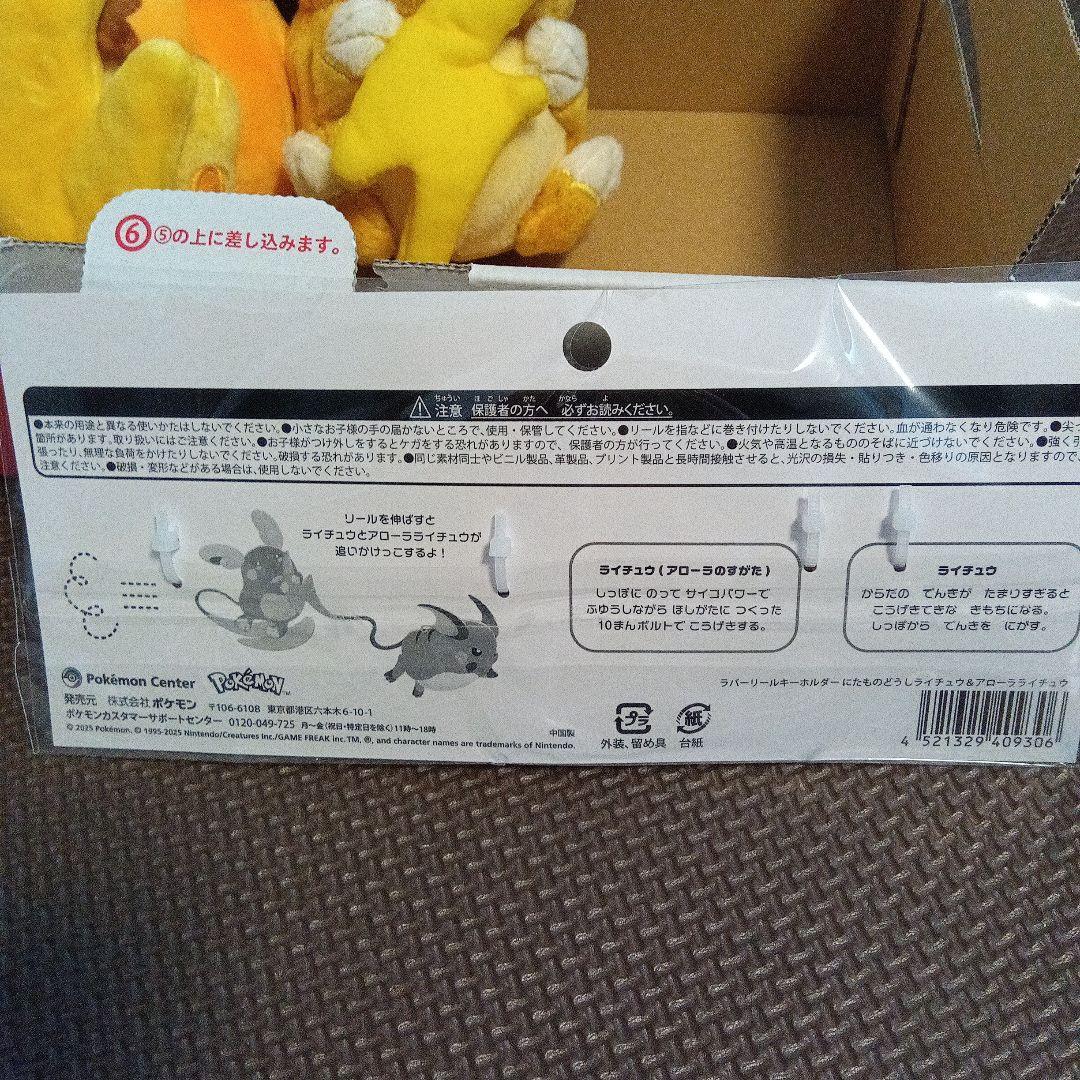 ⑥⑤の上に差し込みます。
注意 保護者の方へ 必ずお読みください。
●本来の用途と異なる使いかたはしないでください。●小さなお子様の手の届かないところで、使用・保管してください。●リールを指などに巻き付けたりしないでください。血が通わなくなり危険です。●尖っ
箇所があります。取り扱いにはご注意ください。●お子様がつけ外しをするとケガをする恐れがありますので、保護者の方が行ってください。●火気や高温となるもののそばに近づけないでください。●強く引
張ったり、無理な負荷をかけたりしないでください。破損する恐れがあります。●同じ素材同士やビニル製品、革製品、プリント製品と長時間接触させると、光沢の損失・貼りつき・色移りの原因となりますので、
注意ください。●破損・変形などがある場合は、使用しないでください。
リールを伸ばすと
ライチュウとアローラライチュウが
追いかけっこするよ！
ライチュウ(アローラのすがた)
しっぽに のって サイコパワーで
ふゆうしながら ほしがたに つくった
10まんボルトで こうげきする。
ライチュウ
からだの でんきが たまりすぎると
こうげきてきな きもちになる。
しっぽから でんきを にがす。
Pokémon Center POKÉMON TM
発売元 株式会社ポケモン 〒106-6108 東京都港区六本木6-10-1
ポケモンカスタマーサポートセンター 0120-049-725 月〜金(祝日・特定日を除く)11時〜18時
© 2025 Pokémon. © 1995-2025 Nintendo/Creatures Inc./GAME FREAK inc. TM, ®, and character names are trademarks of Nintendo.
中国製
プラ
外装、留め具
紙
台紙
ラバーリールキーホルダー にたものどうしライチュウ&アローラライチュウ
4 521329 409306